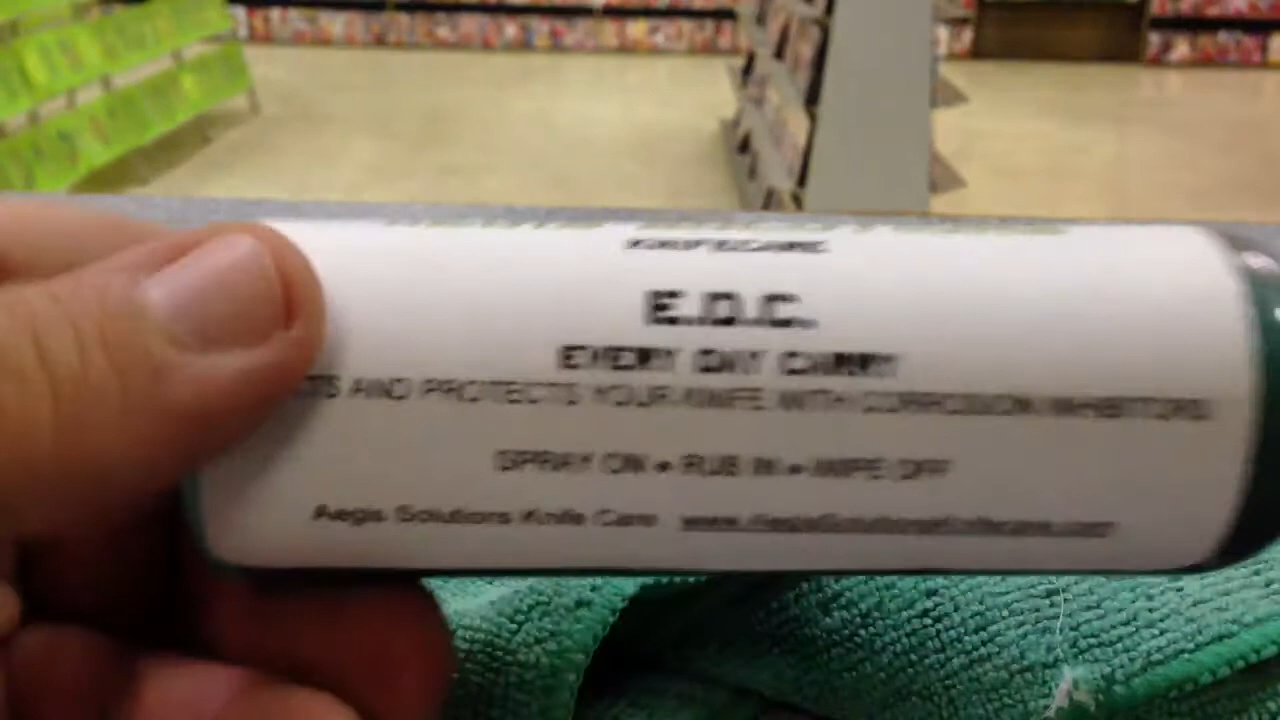 KNIFECARE
E.D.C.
EVERY DAY CARRY
AND PROTECTS YOUR KNIFE WITH CORROSION INHIBITORS
SPRAY ON • RUB IN • WIPE OFF
Aegis Solutions Knife Care